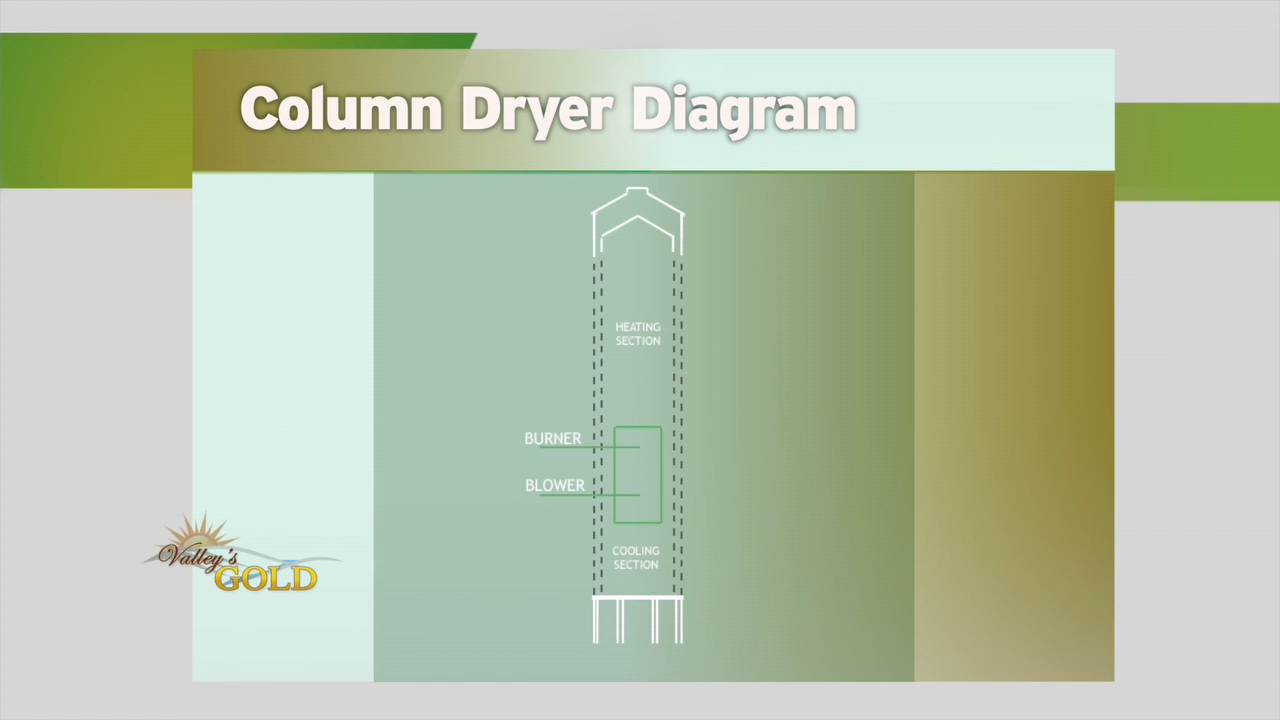 Column Dryer Diagram
HEATING
SECTION
BURNER
BLOWER
COOLING
SECTION
Valley's
GOLD